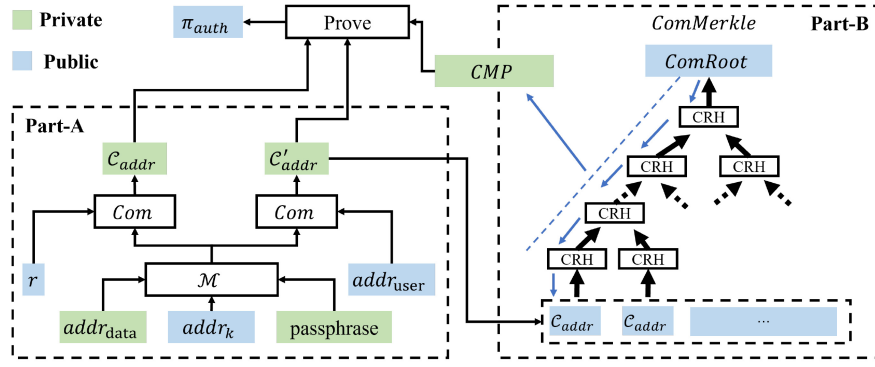 Private
Public
π_auth
Prove
CMP
ComMerkle
Part-B
ComRoot
CRH
CRH
CRH
CRH
CRH
CRH
Part-A
𝒞_addr
𝒞'_addr
Com
Com
r
ℳ
addr_user
addr_data
addr_k
passphrase
𝒞_addr
𝒞_addr
...